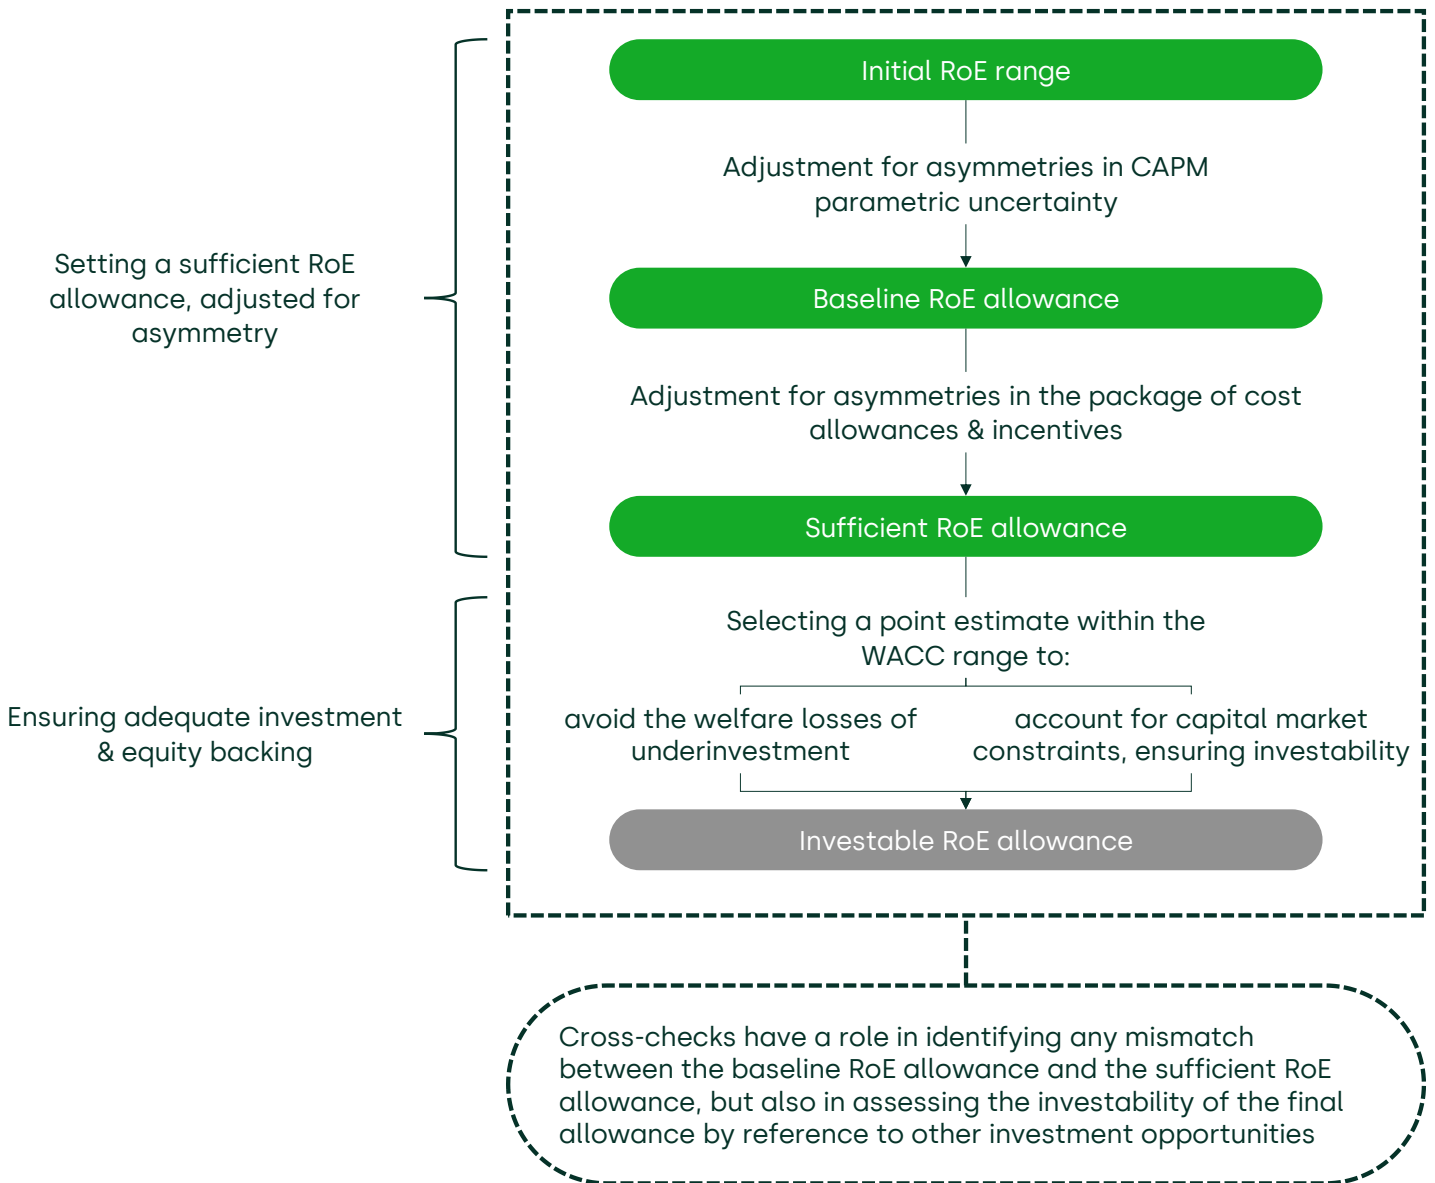 Initial RoE range
Adjustment for asymmetries in CAPM
parametric uncertainty
Setting a sufficient RoE
allowance, adjusted for
asymmetry
Baseline RoE allowance
Adjustment for asymmetries in the package of cost
allowances & incentives
Sufficient RoE allowance
Selecting a point estimate within the
WACC range to:
Ensuring adequate investment
& equity backing
avoid the welfare losses of
underinvestment
account for capital market
constraints, ensuring investability
Investable RoE allowance
Cross-checks have a role in identifying any mismatch
between the baseline RoE allowance and the sufficient RoE
allowance, but also in assessing the investability of the final
allowance by reference to other investment opportunities